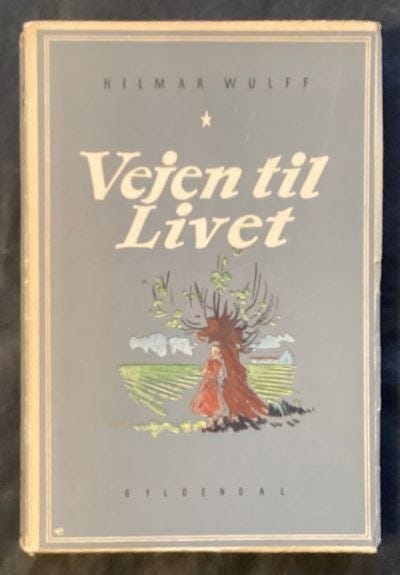 HILMAR WULFF
Vejen til
Livet
GYLDENDAL